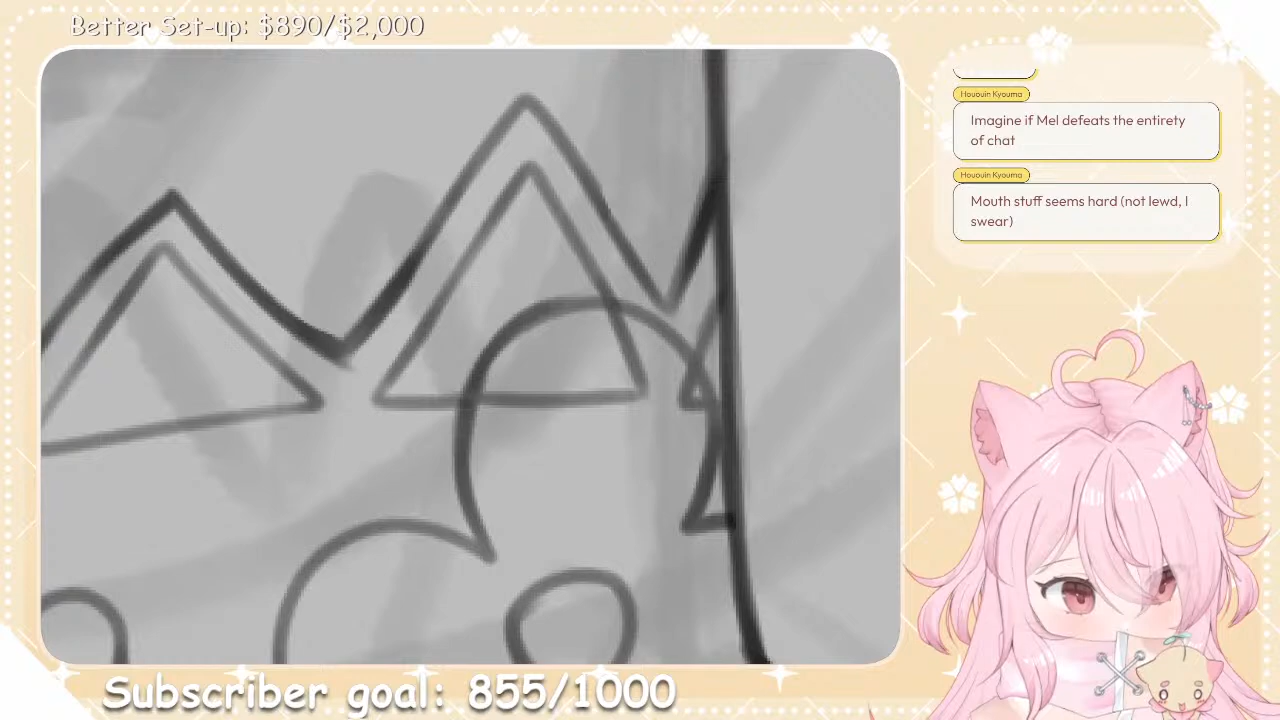 Better Set-up: $890/$2,000
Hououin Kyouma
Imagine if Mel defeats the entirety
of chat
Hououin Kyouma
Mouth stuff seems hard (not lewd, I
swear)
Subscriber goal: 855/1000